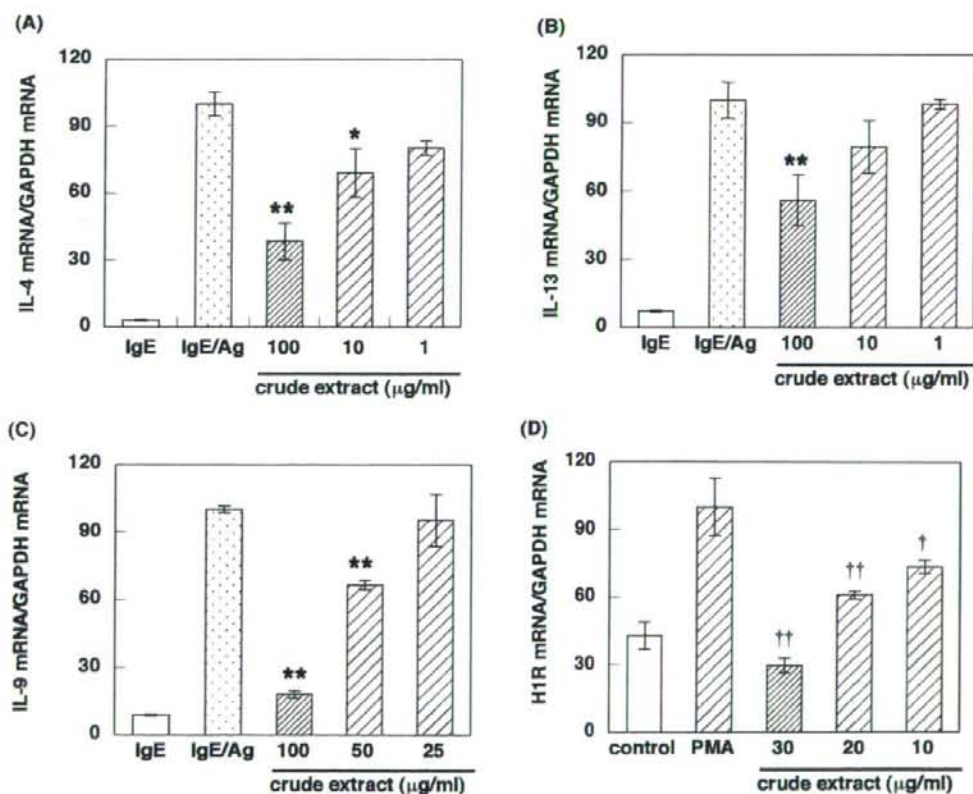 (A)
IL-4 mRNA/GAPDH mRNA
120
90
60
30
0
**
*
IgE IgE/Ag 100 10 1
crude extract (μg/ml)
(B)
IL-13 mRNA/GAPDH mRNA
120
90
60
30
0
**
IgE IgE/Ag 100 10 1
crude extract (μg/ml)
(C)
IL-9 mRNA/GAPDH mRNA
120
90
60
30
0
**
**
IgE IgE/Ag 100 50 25
crude extract (μg/ml)
(D)
H1R mRNA/GAPDH mRNA
120
90
60
30
0
††
††
†
control PMA 30 20 10
crude extract (μg/ml)